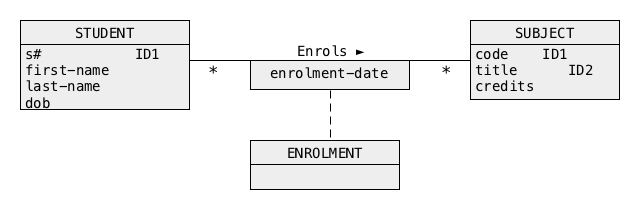 STUDENT
s# ID1
first-name
last-name
dob
Enrols ►
* *
enrolment-date
SUBJECT
code ID1
title ID2
credits
ENROLMENT